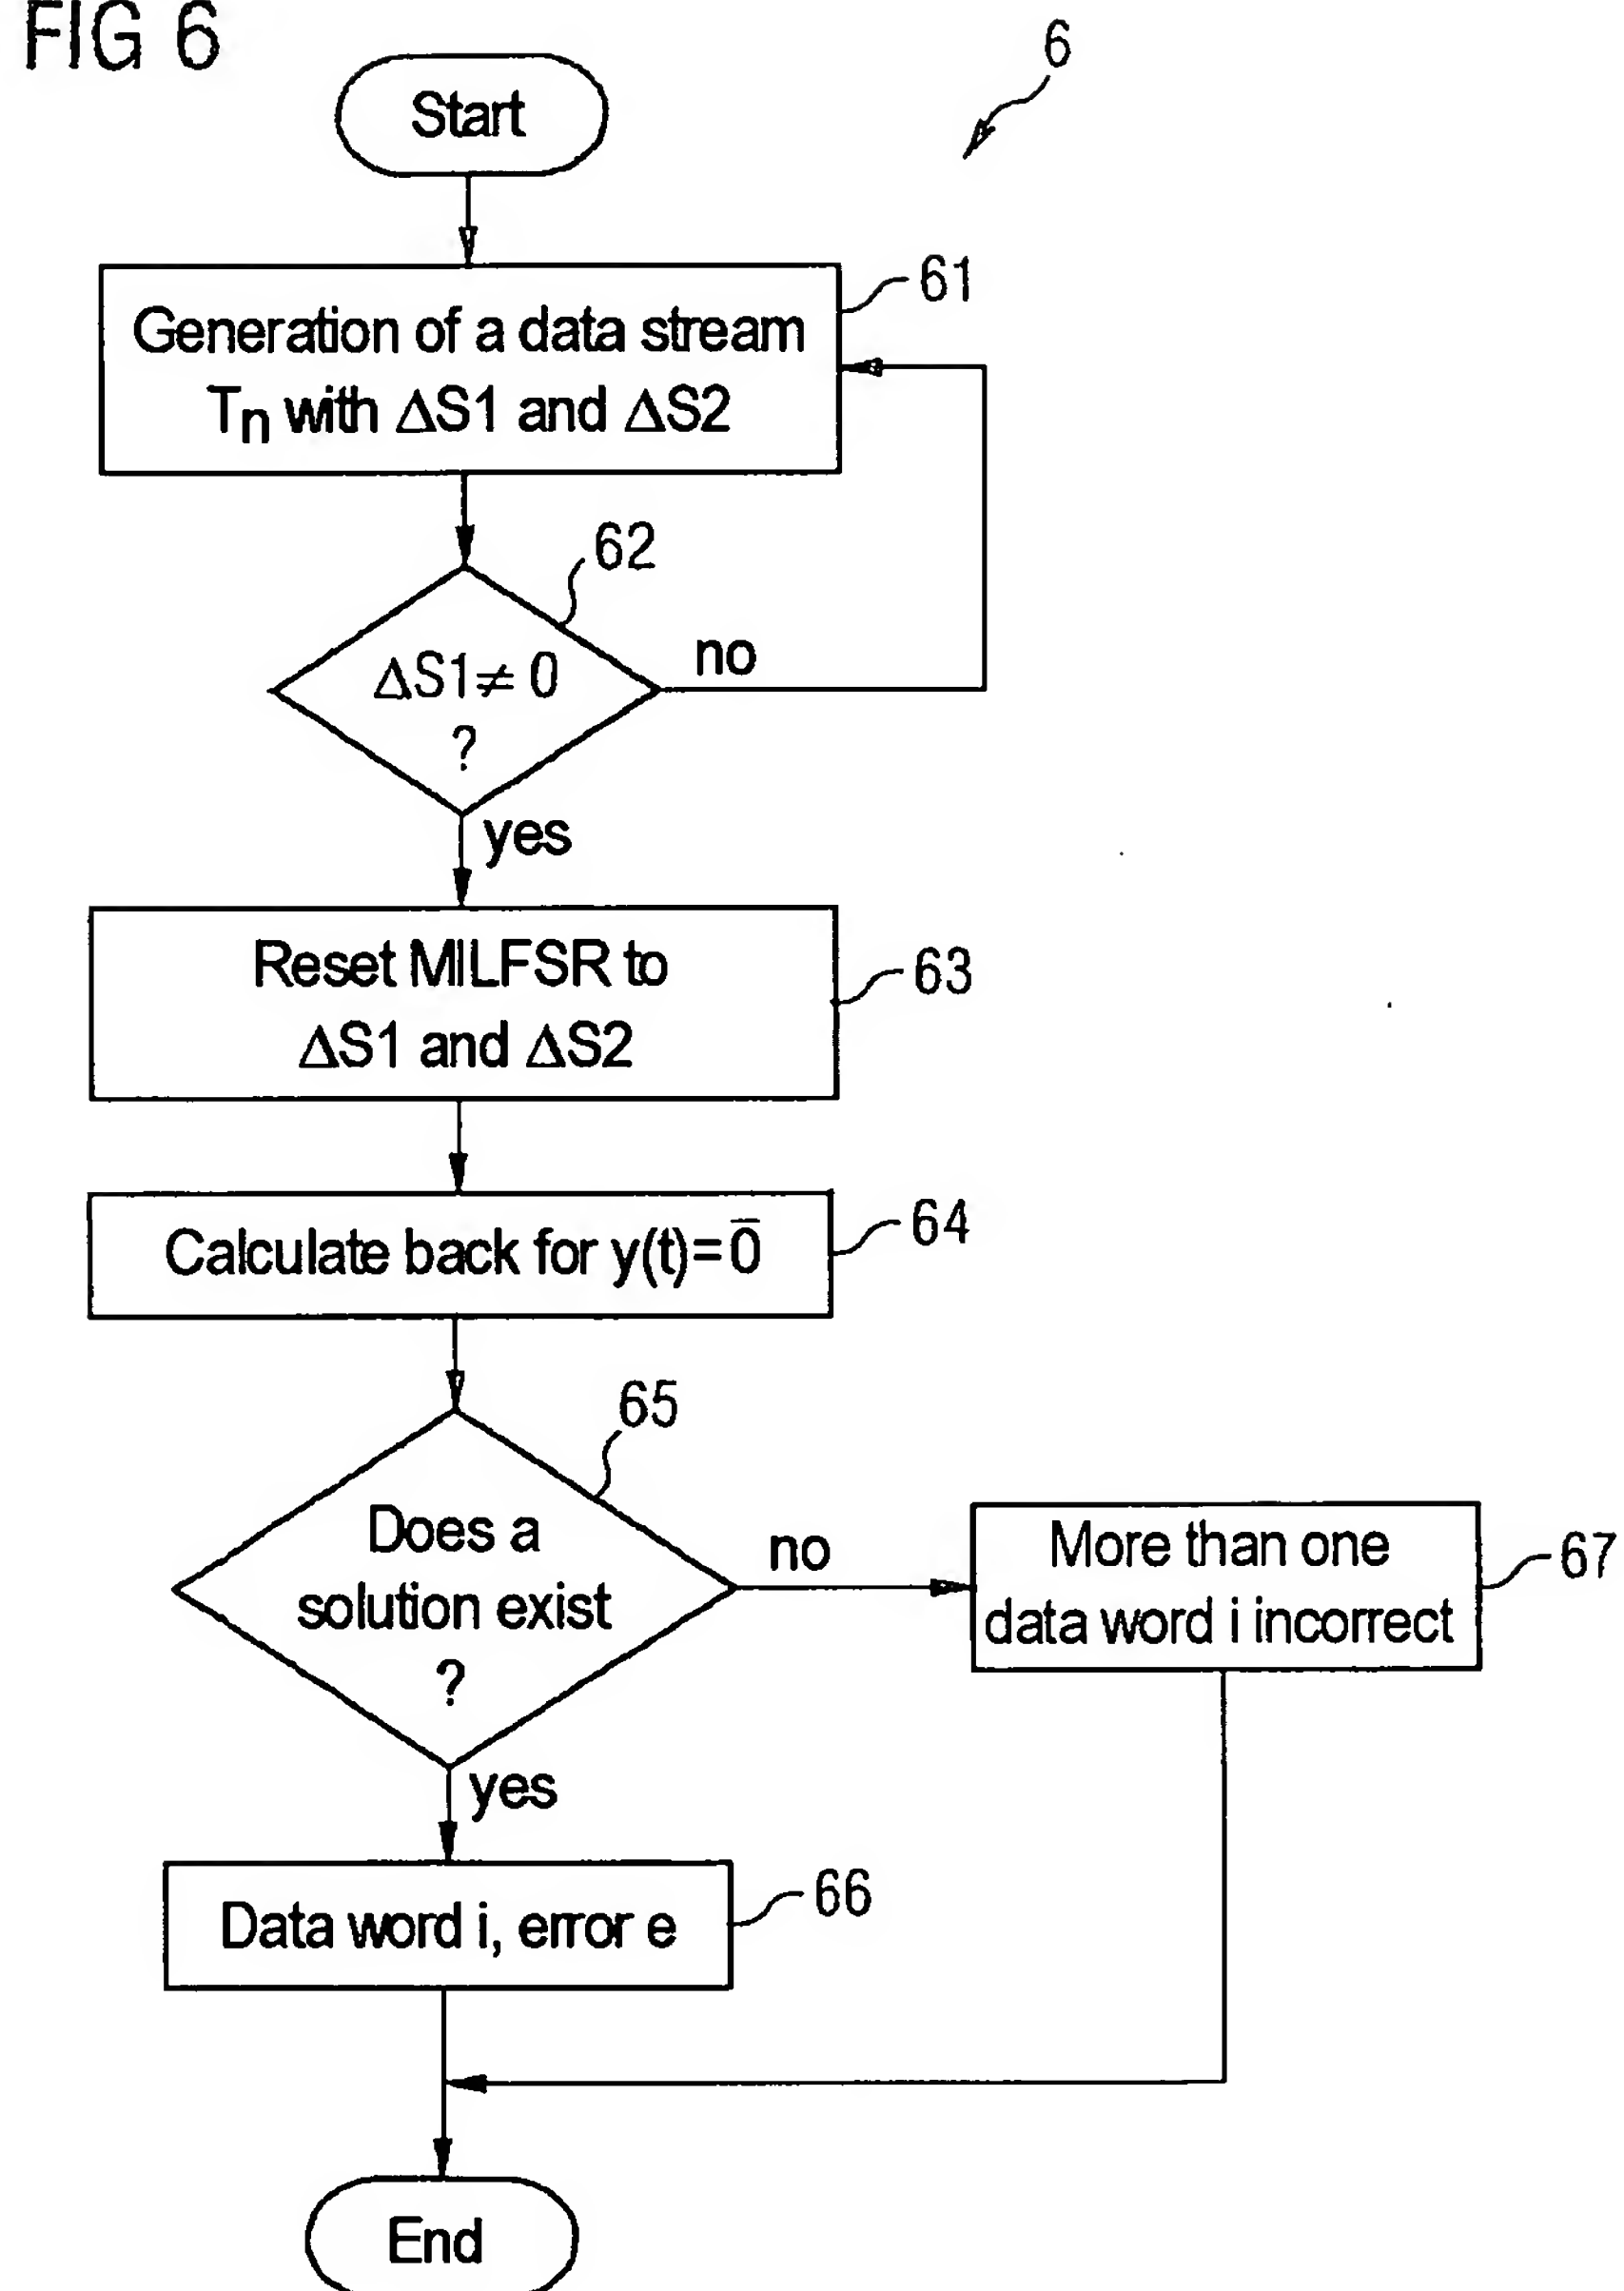 FIG 6
6
Start
61
Generation of a data stream
Tn with ΔS1 and ΔS2
62
ΔS1≠ 0
?
no
yes
Reset MILFSR to
ΔS1 and ΔS2
63
Calculate back for y(t)=0̄
64
65
Does a
solution exist
?
no
More than one
data word i incorrect
67
yes
Data word i, error e
66
End